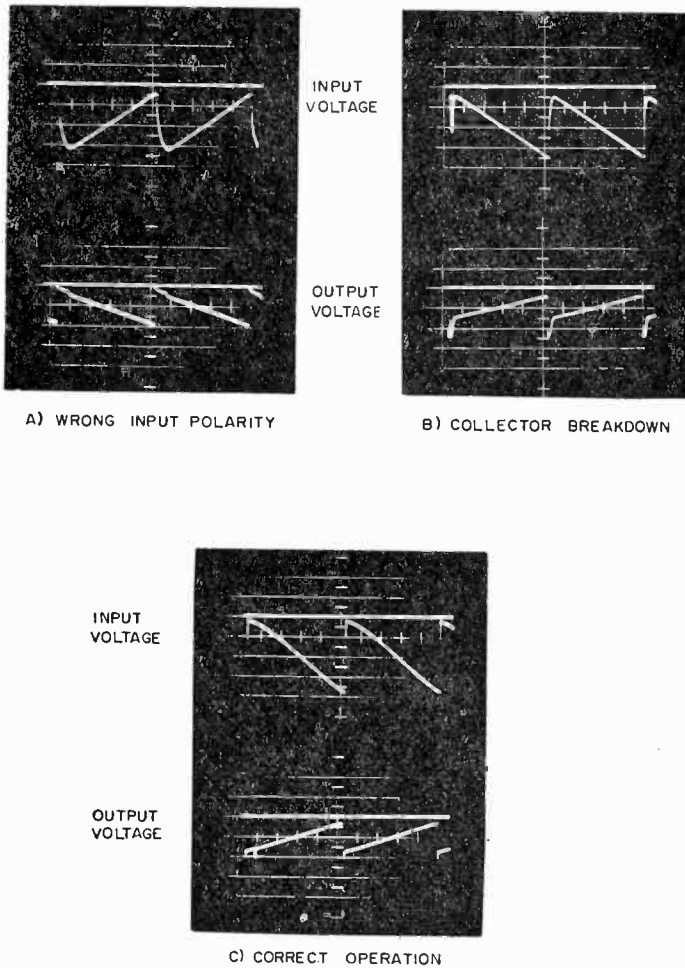 INPUT
VOLTAGE
OUTPUT
VOLTAGE
A) WRONG INPUT POLARITY
B) COLLECTOR BREAKDOWN
INPUT
VOLTAGE
OUTPUT
VOLTAGE
C) CORRECT OPERATION